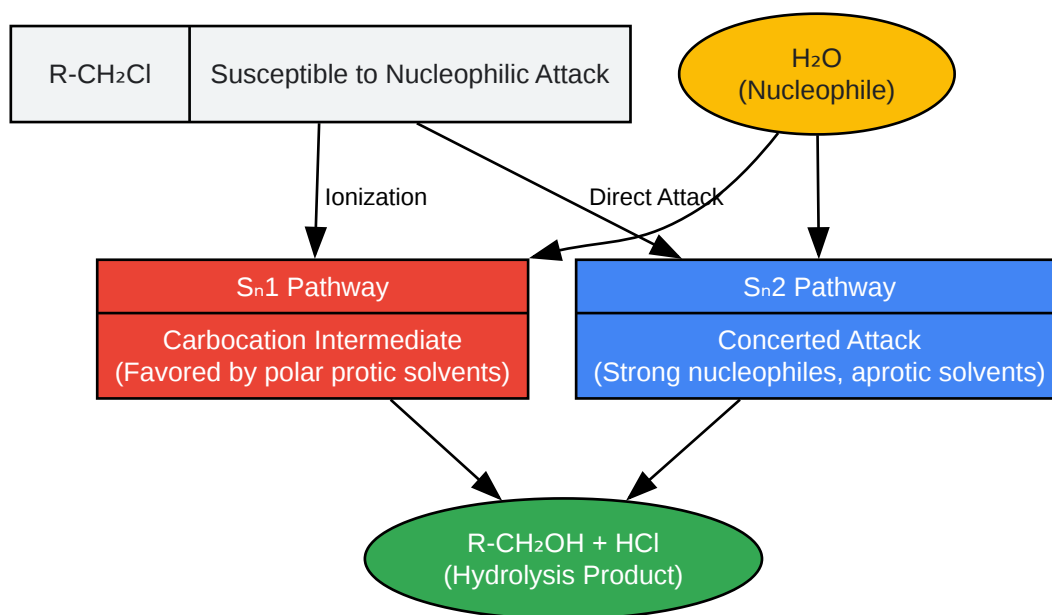 R-CH₂Cl
Susceptible to Nucleophilic Attack
H₂O
(Nucleophile)
Ionization
Direct Attack
Sₙ1 Pathway
Carbocation Intermediate
(Favored by polar protic solvents)
Sₙ2 Pathway
Concerted Attack
(Strong nucleophiles, aprotic solvents)
R-CH₂OH + HCl
(Hydrolysis Product)